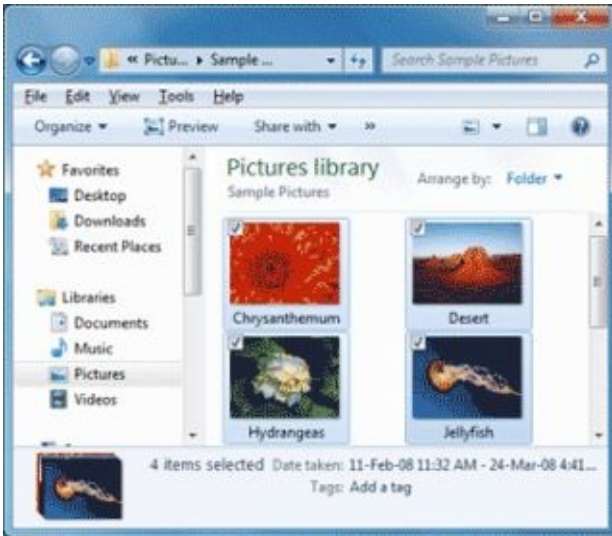 « Pictu... ▸ Sample ... Search Sample Pictures
File Edit View Tools Help
Organize Preview Share with »
Favorites
Desktop
Downloads
Recent Places
Libraries
Documents
Music
Pictures
Videos
Pictures library
Sample Pictures
Arrange by: Folder
Chrysanthemum
Desert
Hydrangeas
Jellyfish
4 items selected Date taken: 11-Feb-08 11:32 AM - 24-Mar-08 4:41...
Tags: Add a tag